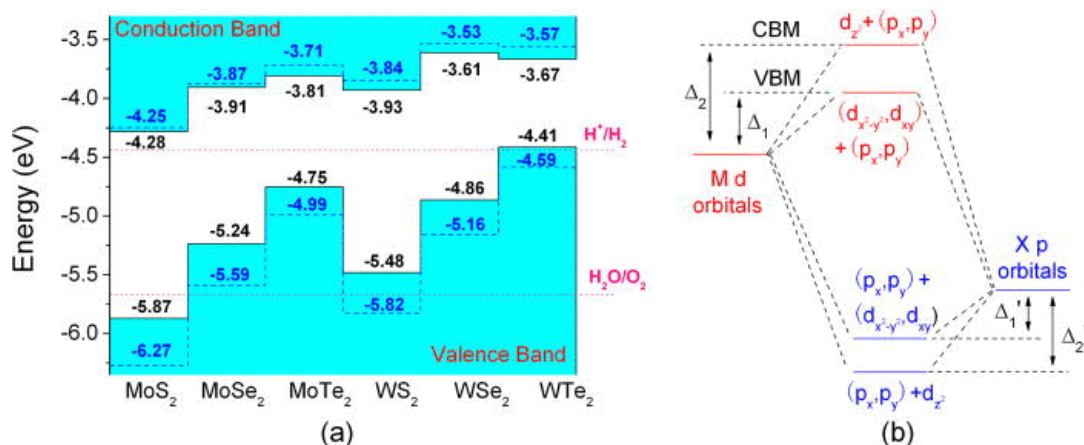 Conduction Band
Energy (eV)
-3.5
-4.0
-4.5
-5.0
-5.5
-6.0
-4.25
-4.28
-3.87
-3.91
-3.71
-3.81
-3.84
-3.93
-3.53
-3.61
-3.57
-3.67
H⁺/H₂
-4.41
-4.59
-4.75
-4.99
-4.86
-5.16
-5.24
-5.59
-5.48
-5.82
H₂O/O₂
-5.87
-6.27
Valence Band
MoS₂ MoSe₂ MoTe₂ WS₂ WSe₂ WTe₂
(a)
d_z² + (pₓ,p_y)
CBM
VBM
Δ₂
Δ₁
(d_x²-y²,d_xy)
+ (pₓ,p_y)
M d
orbitals
X p
orbitals
(pₓ,p_y) +
(d_x²-y²,d_xy)
Δ₁'
Δ₂
(pₓ,p_y) +d_z²
(b)